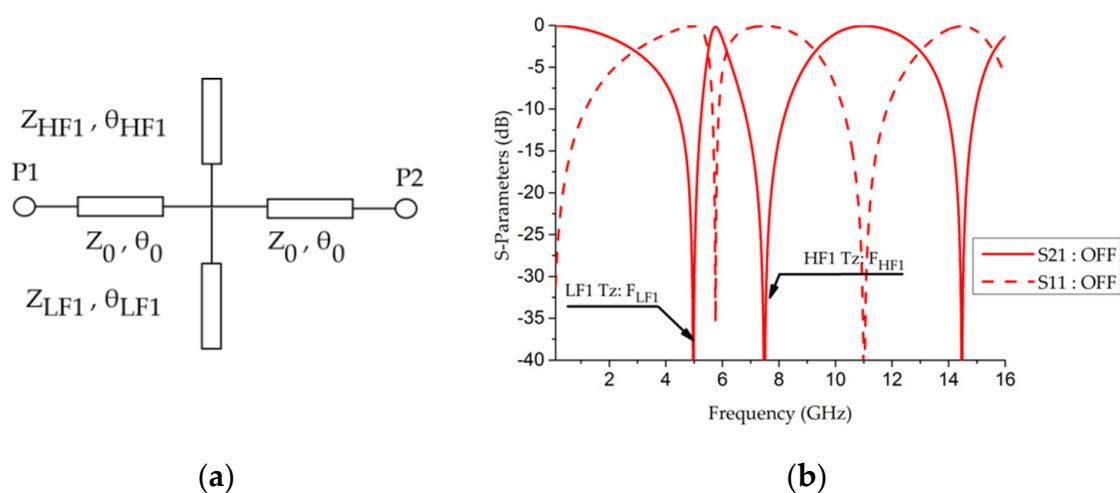 Z_HF1 , θ_HF1
P1
P2
Z_0 , θ_0
Z_0 , θ_0
Z_LF1 , θ_LF1
(a)
S-Parameters (dB)
0
-5
-10
-15
-20
-25
-30
-35
-40
LF1 Tz: F_LF1
HF1 Tz: F_HF1
2
4
6
8
10
12
14
16
Frequency (GHz)
S21 : OFF
S11 : OFF
(b)